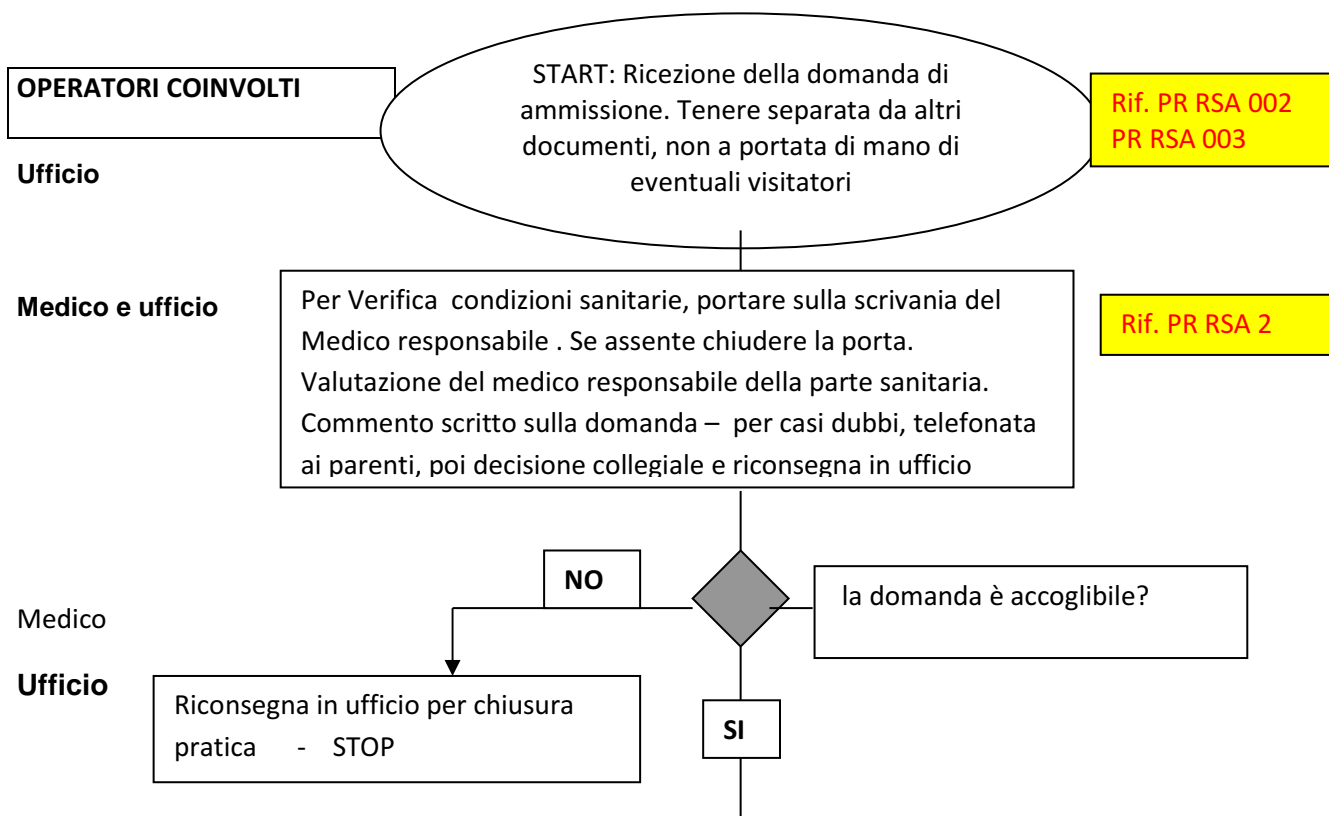 OPERATORI COINVOLTI
START: Ricezione della domanda di
ammissione. Tenere separata da altri
documenti, non a portata di mano di
eventuali visitatori
Rif. PR RSA 002
PR RSA 003
Ufficio
Medico e ufficio
Per Verifica condizioni sanitarie, portare sulla scrivania del
Medico responsabile . Se assente chiudere la porta.
Valutazione del medico responsabile della parte sanitaria.
Commento scritto sulla domanda – per casi dubbi, telefonata
ai parenti, poi decisione collegiale e riconsegna in ufficio
Rif. PR RSA 2
NO
la domanda è accoglibile?
Medico
Ufficio
Riconsegna in ufficio per chiusura
pratica - STOP
SI